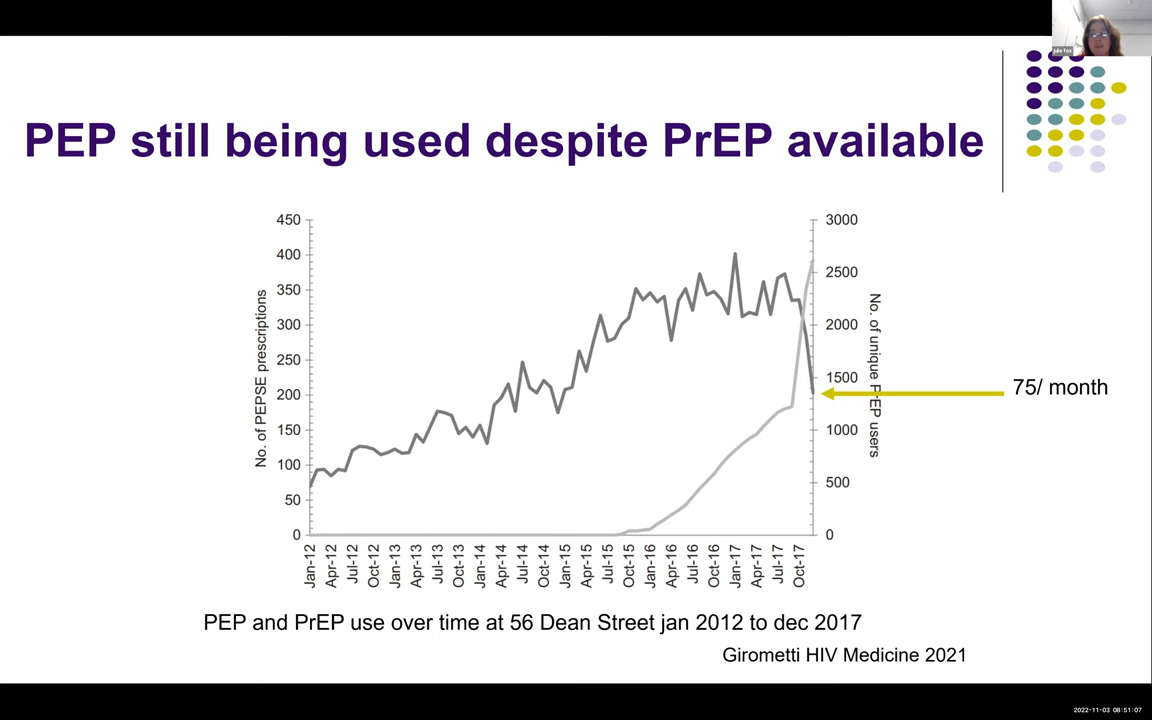 julie fox
PEP still being used despite PrEP available
450
400
350
300
250
200
150
100
50
0
No. of PEPSE prescriptions
3000
2500
2000
1500
1000
500
0
No. of unique PrEP users
75/ month
Jan-12
Apr-12
Jul-12
Oct-12
Jan-13
Apr-13
Jul-13
Oct-13
Jan-14
Apr-14
Jul-14
Oct-14
Jan-15
Apr-15
Jul-15
Oct-15
Jan-16
Apr-16
Jul-16
Oct-16
Jan-17
Apr-17
Jul-17
Oct-17
PEP and PrEP use over time at 56 Dean Street jan 2012 to dec 2017
Girometti HIV Medicine 2021
2022-11-03 08:51:07